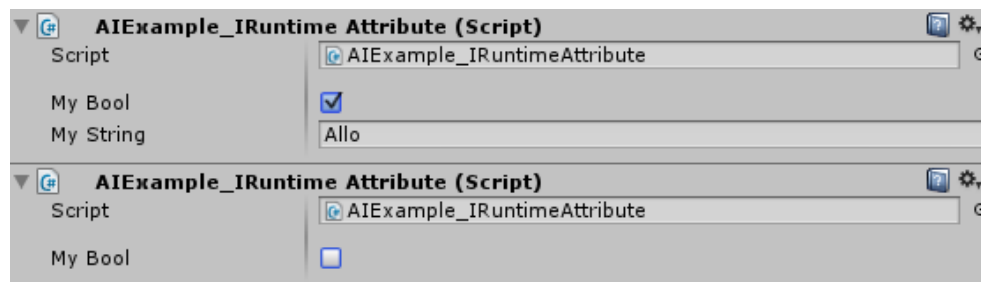 AIExample_IRuntime Attribute (Script)
Script AIExample_IRuntimeAttribute
My Bool
My String Allo
AIExample_IRuntime Attribute (Script)
Script AIExample_IRuntimeAttribute
My Bool